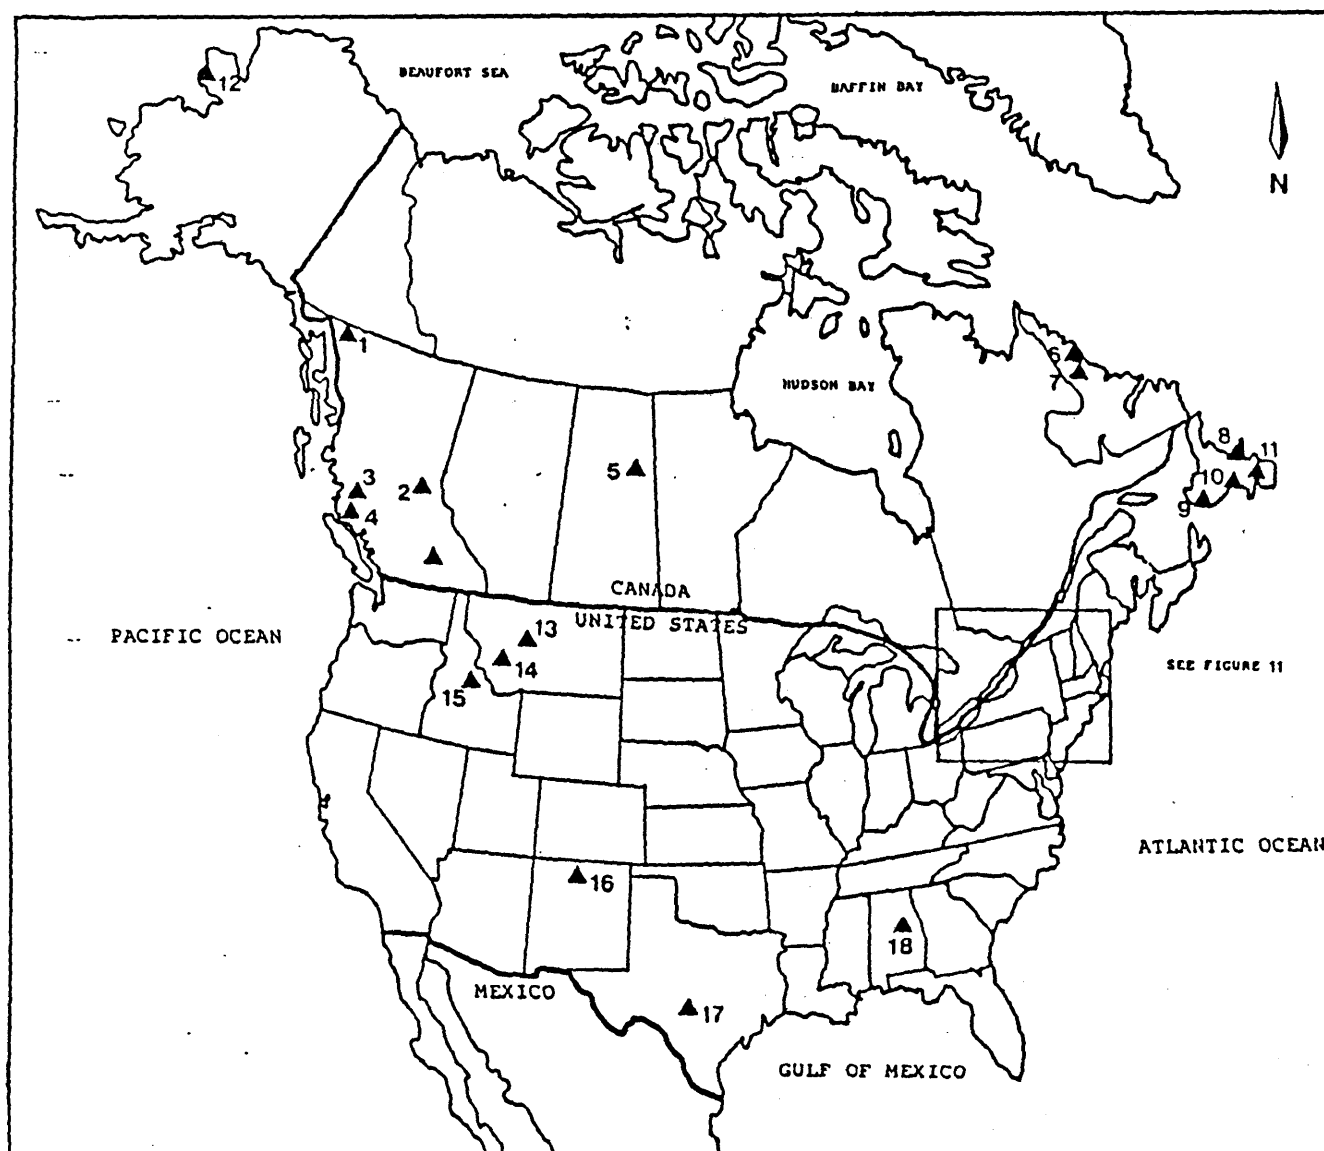 BEAUFORT SEA
BAFFIN BAY
12
N
1
6
7
HUDSON BAY
8
11
3
2
5
10
4
9
CANADA
UNITED STATES
PACIFIC OCEAN
13
14
SEE FIGURE 11
15
ATLANTIC OCEAN
16
18
MEXICO
17
GULF OF MEXICO